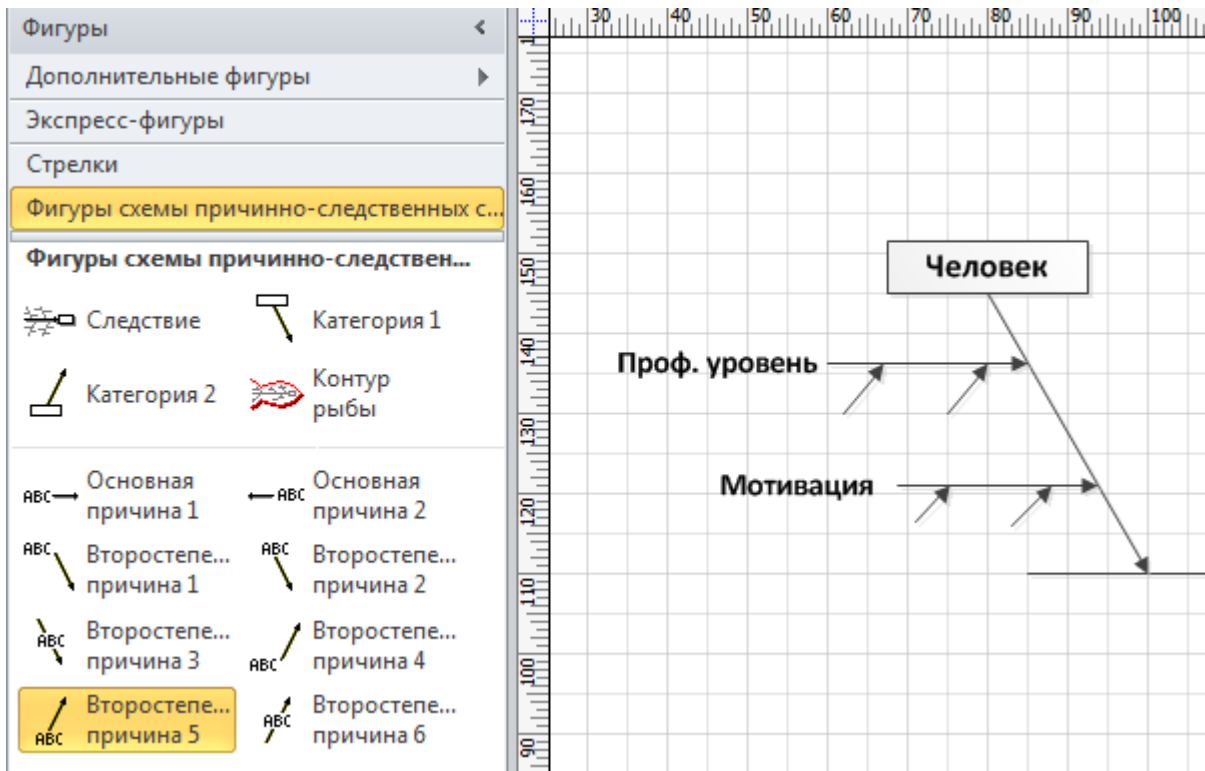 Фигуры
Дополнительные фигуры
Экспресс-фигуры
Стрелки
Фигуры схемы причинно-следственных с...
Фигуры схемы причинно-следствен...
Следствие
Категория 1
Категория 2
Контур
рыбы
ABC
Основная
причина 1
ABC
Основная
причина 2
ABC
Второстепе...
причина 1
ABC
Второстепе...
причина 2
ABC
Второстепе...
причина 3
ABC
Второстепе...
причина 4
ABC
Второстепе...
причина 5
ABC
Второстепе...
причина 6
30 40 50 60 70 80 90 100
170
160
150
140
130
120
110
100
90
Человек
Проф. уровень
Мотивация